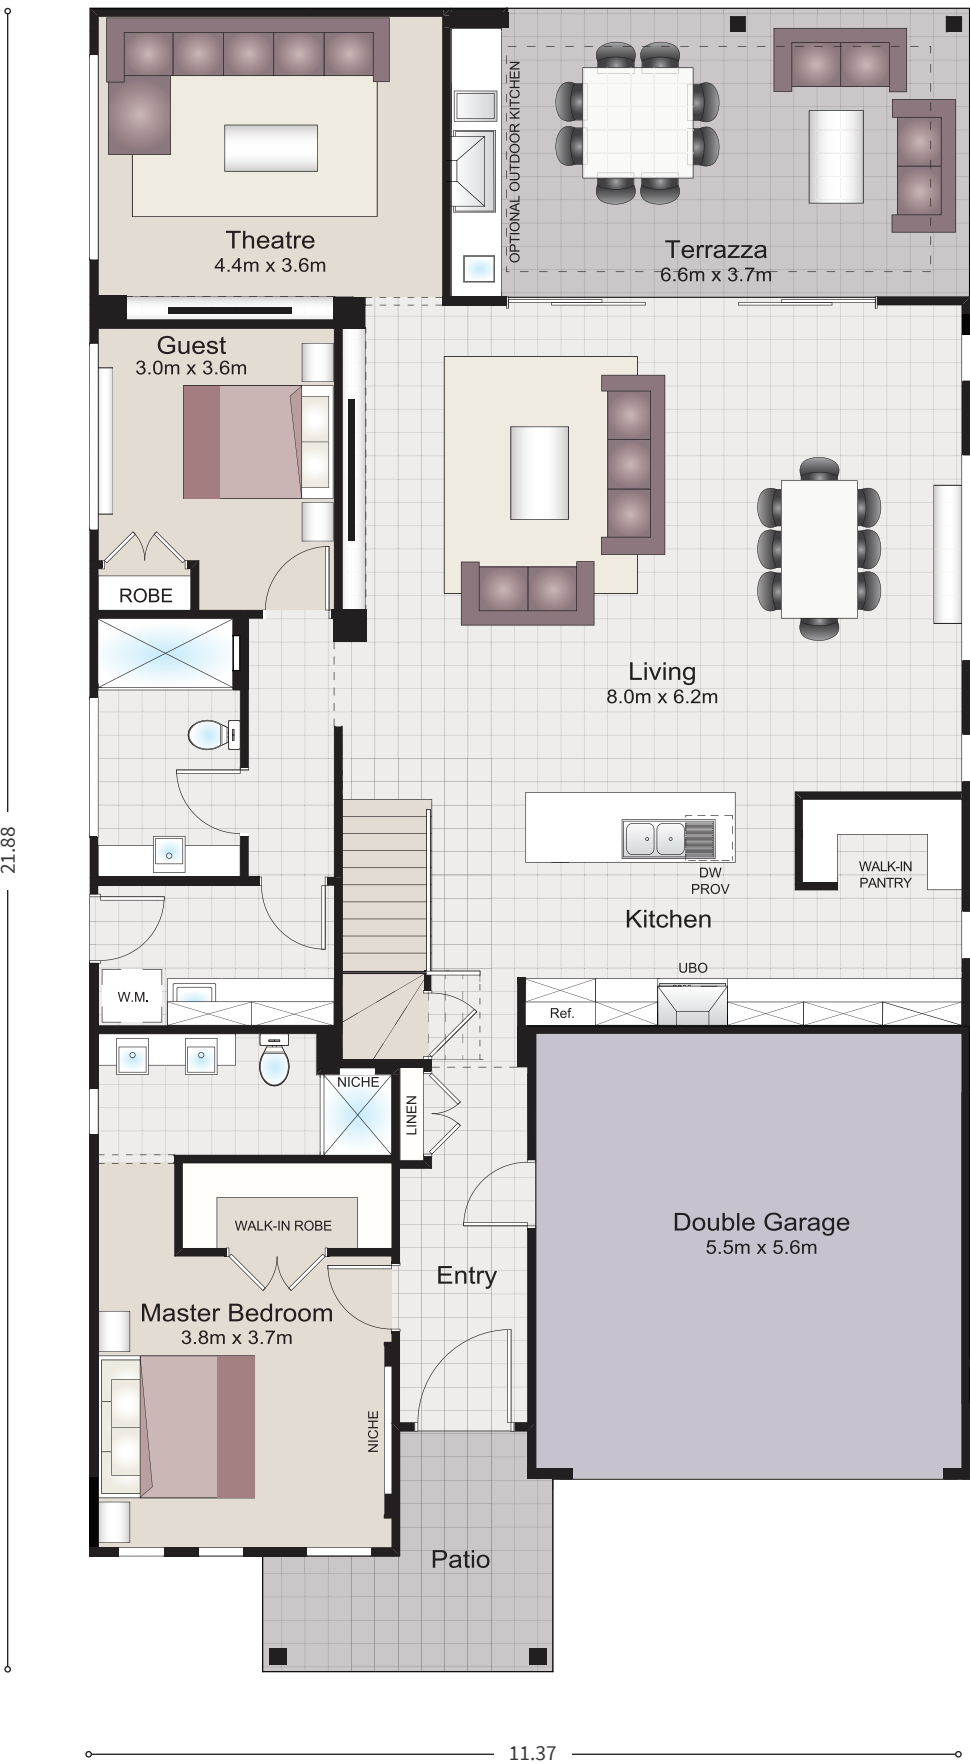 OPTIONAL OUTDOOR KITCHEN
Theatre
4.4m x 3.6m
Terrazza
6.6m x 3.7m
Guest
3.0m x 3.6m
ROBE
Living
8.0m x 6.2m
21.88
DW
PROV
WALK-IN
PANTRY
Kitchen
UBO
W.M.
Ref.
NICHE
LINEN
WALK-IN ROBE
Double Garage
5.5m x 5.6m
Entry
Master Bedroom
3.8m x 3.7m
NICHE
Patio
11.37